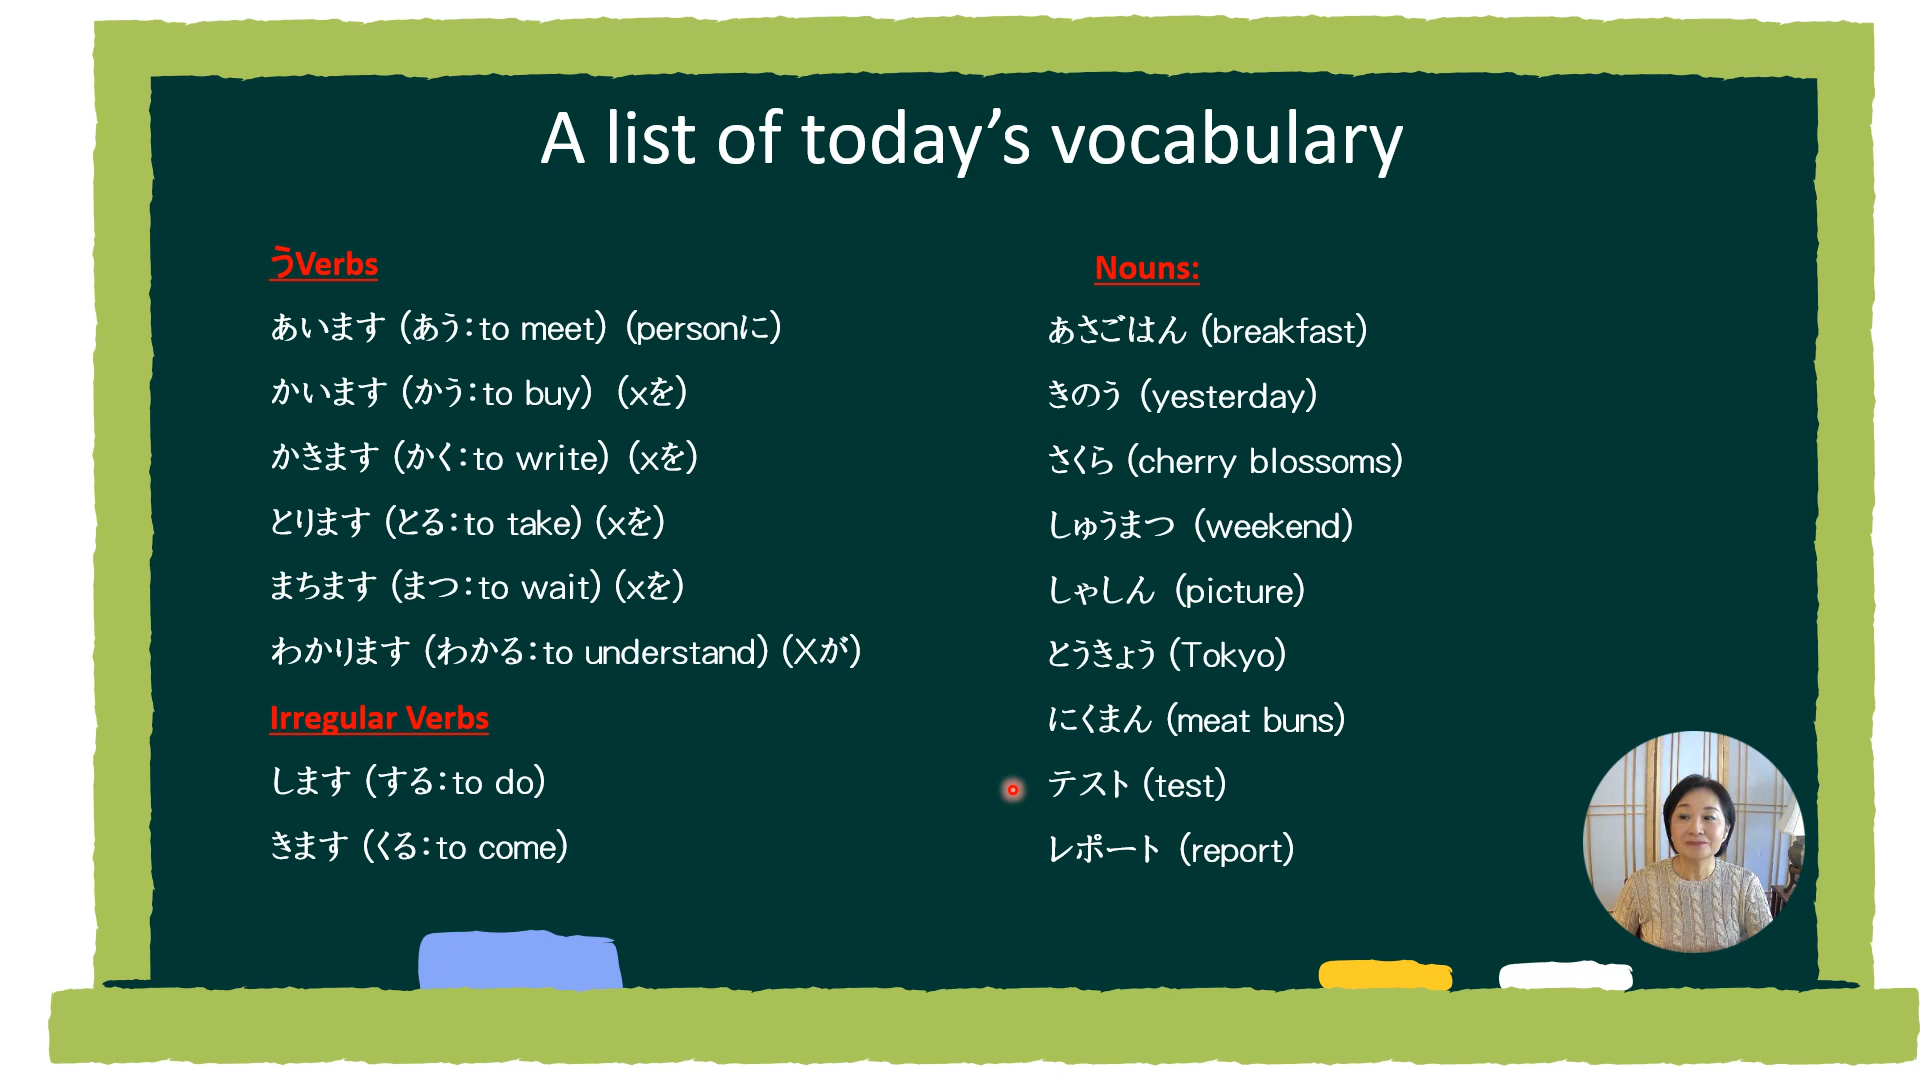 A list of today’s vocabulary
うVerbs
あいます (あう：to meet) (personに)
かいます (かう：to buy) (xを)
かきます (かく：to write) (xを)
とります (とる：to take) (xを)
まちます (まつ：to wait) (xを)
わかります (わかる：to understand) (Xが)
Irregular Verbs
します (する：to do)
きます (くる：to come)
Nouns:
あさごはん (breakfast)
きのう (yesterday)
さくら (cherry blossoms)
しゅうまつ (weekend)
しゃしん (picture)
とうきょう (Tokyo)
にくまん (meat buns)
テスト (test)
レポート (report)